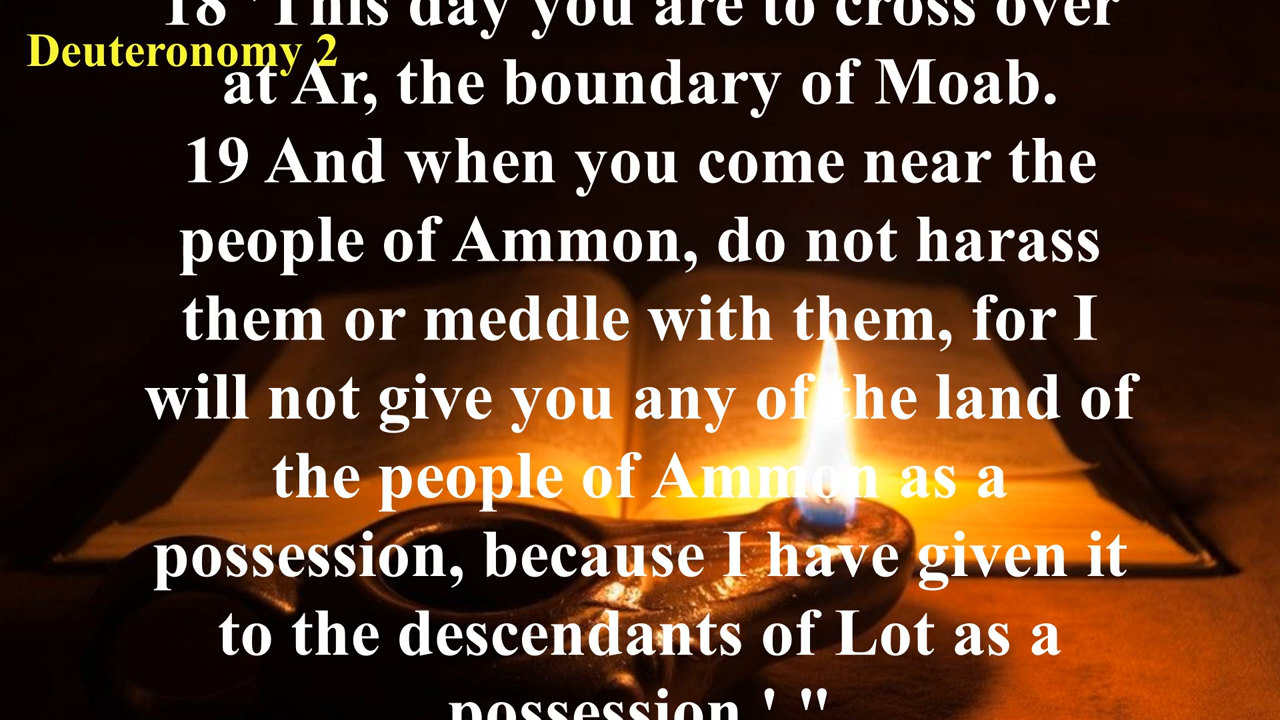 18 'This day you are to cross over
Deuteronomy 2
at Ar, the boundary of Moab.
19 And when you come near the
people of Ammon, do not harass
them or meddle with them, for I
will not give you any of the land of
the people of Ammon as a
possession, because I have given it
to the descendants of Lot as a
possession.' "